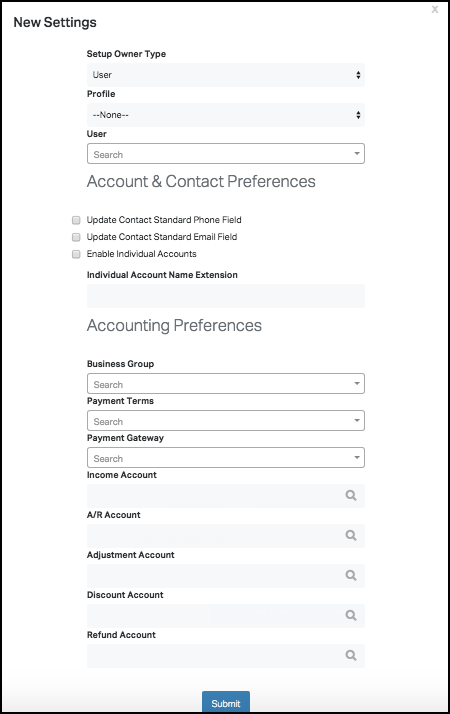 x
New Settings
Setup Owner Type
User
Profile
--None--
User
Search
Account & Contact Preferences
Update Contact Standard Phone Field
Update Contact Standard Email Field
Enable Individual Accounts
Individual Account Name Extension
Accounting Preferences
Business Group
Search
Payment Terms
Search
Payment Gateway
Search
Income Account
A/R Account
Adjustment Account
Discount Account
Refund Account
Submit